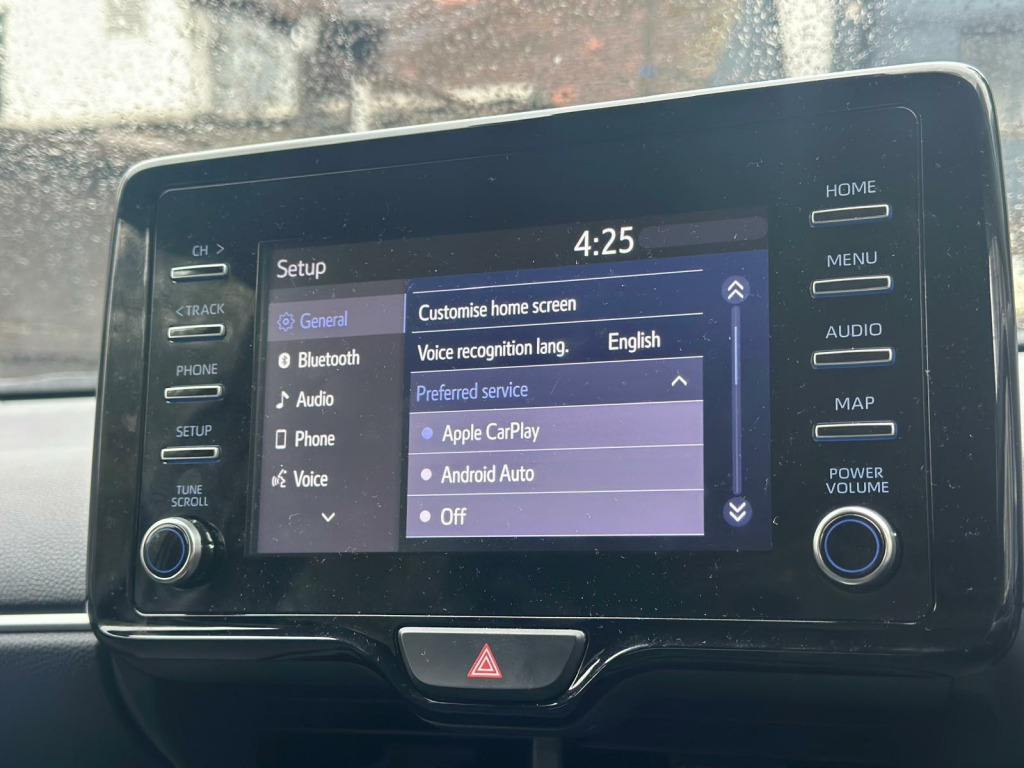 CH >
< TRACK
PHONE
SETUP
TUNE
SCROLL
Setup
4:25
General
Bluetooth
Audio
Phone
Voice
Customise home screen
Voice recognition lang. English
Preferred service
Apple CarPlay
Android Auto
Off
HOME
MENU
AUDIO
MAP
POWER
VOLUME